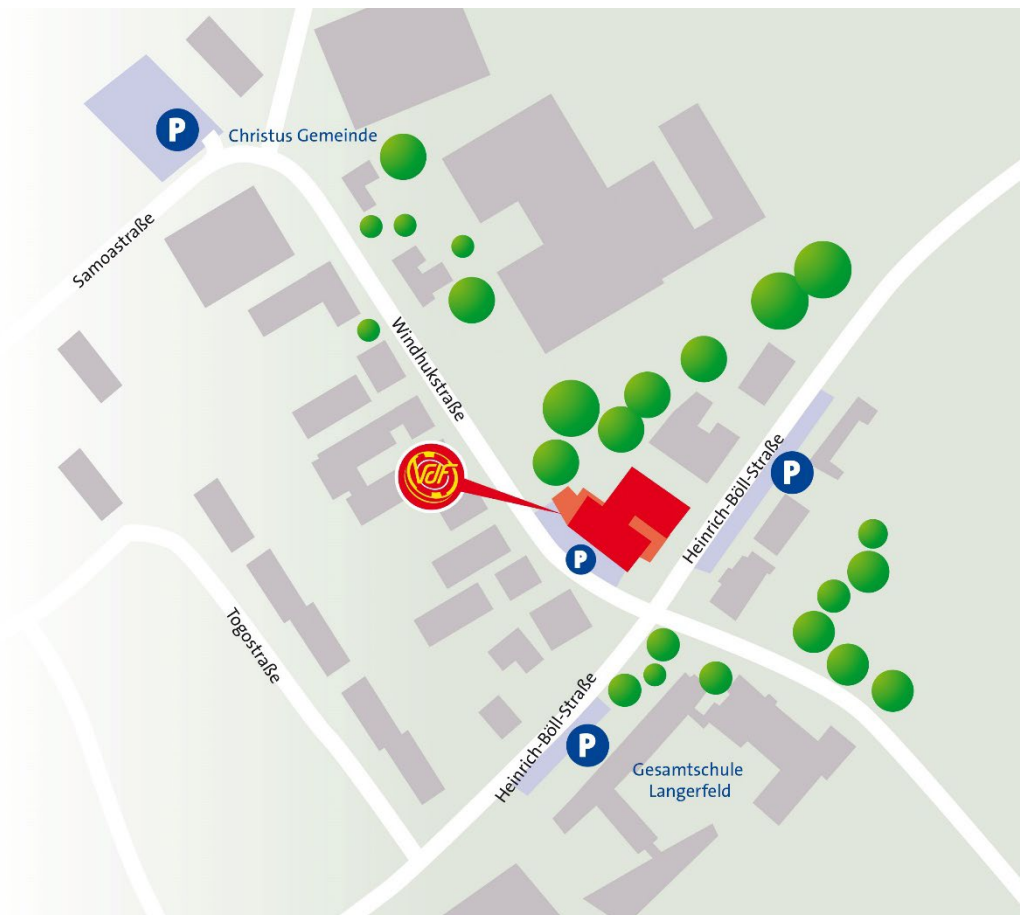 P
Christus Gemeinde
Samoastraße
Windhukstraße
VdF
Heinrich-Böll-Straße
P
P
Togostraße
Heinrich-Böll-Straße
P
Gesamtschule
Langerfeld